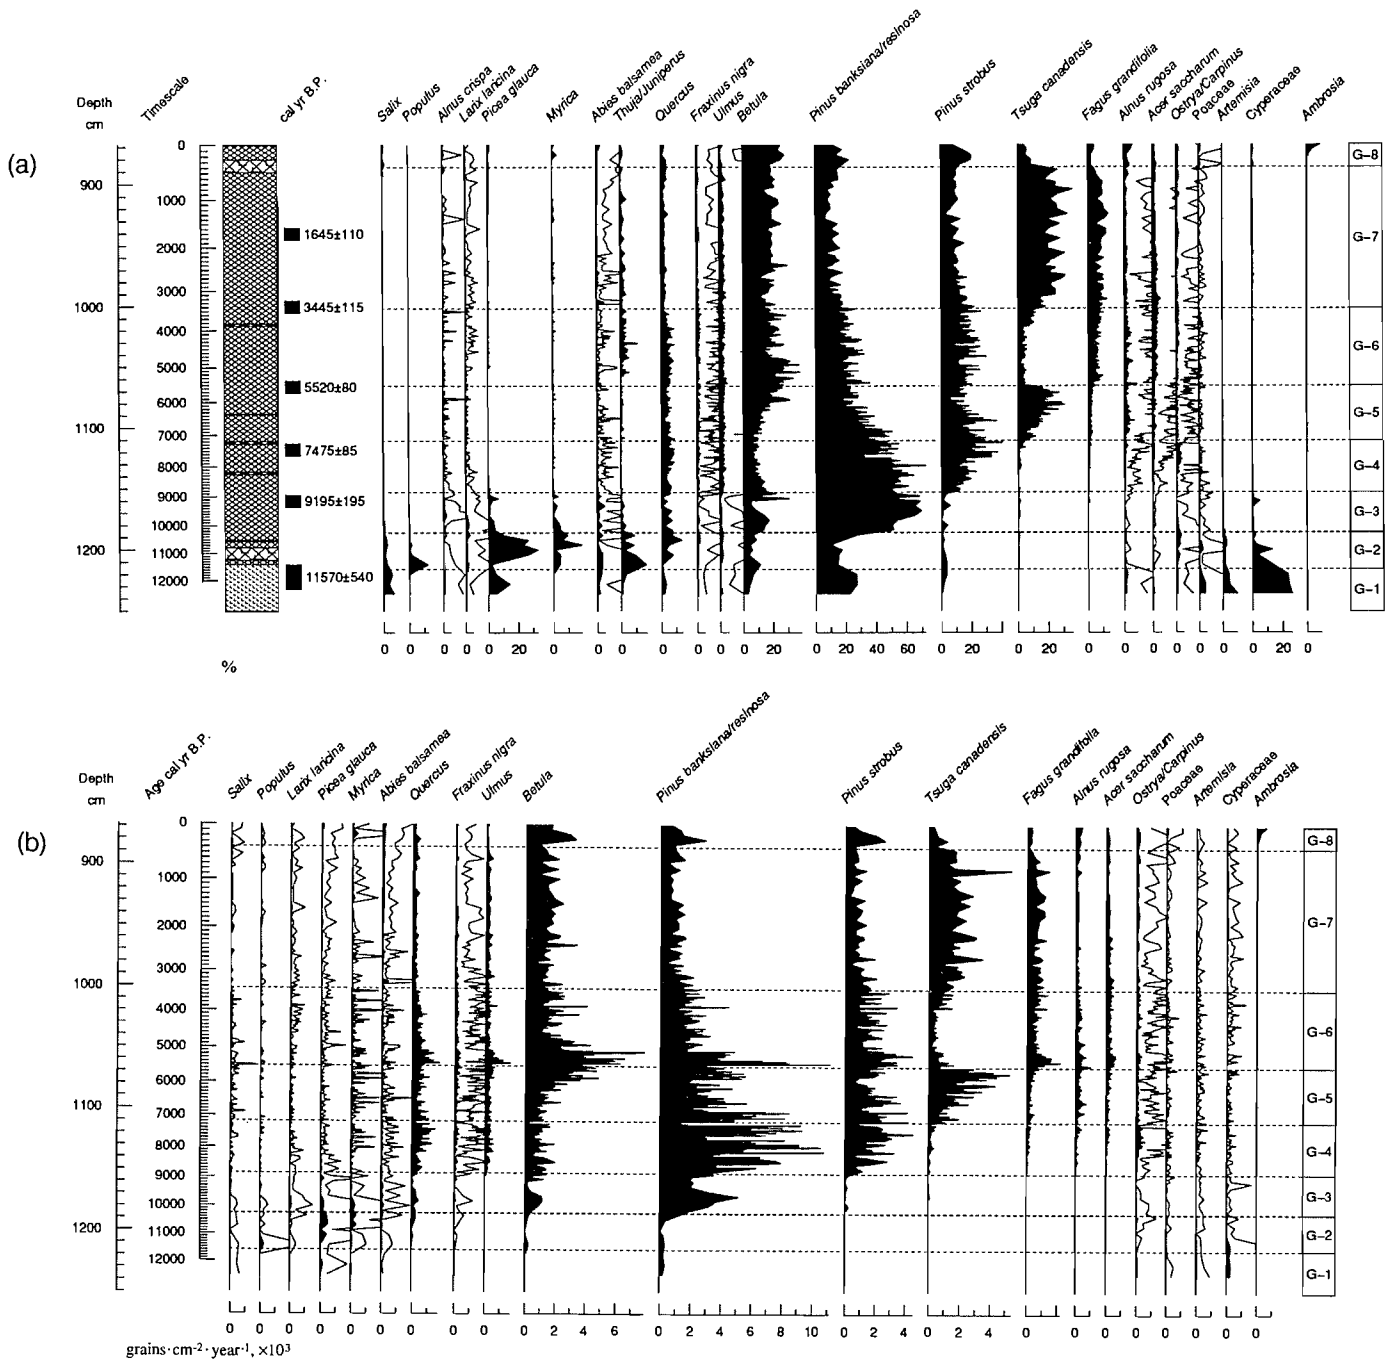 (a)
Depth
cm
Timescale
cal yr B.P.
Salix
Populus
Alnus crispa
Larix laricina
Picea glauca
Myrica
Abies balsamea
Thuja/Juniperus
Quercus
Fraxinus nigra
Ulmus
Betula
Pinus banksiana/resinosa
Pinus strobus
Tsuga canadensis
Fagus grandifolia
Alnus rugosa
Acer saccharum
Ostrya/Carpinus
Poaceae
Artemisia
Cyperaceae
Ambrosia
900
1000
1100
1200
0
1000
2000
3000
4000
5000
6000
7000
8000
9000
10000
11000
12000
1645±110
3445±115
5520±80
7475±85
9195±195
11570±540
G-8
G-7
G-6
G-5
G-4
G-3
G-2
G-1
0 0 0 0 0 20 0 0 0 0 0 0 0 0 20 40 60 0 20 0 20 0 0 0 0 0 0 0 20 0
%
(b)
Depth
cm
Age cal yr B.P.
Salix
Populus
Larix laricina
Picea glauca
Myrica
Abies balsamea
Quercus
Fraxinus nigra
Ulmus
Betula
Pinus banksiana/resinosa
Pinus strobus
Tsuga canadensis
Fagus grandifolia
Alnus rugosa
Acer saccharum
Ostrya/Carpinus
Poaceae
Artemisia
Cyperaceae
Ambrosia
900
1000
1100
1200
0
1000
2000
3000
4000
5000
6000
7000
8000
9000
10000
11000
12000
G-8
G-7
G-6
G-5
G-4
G-3
G-2
G-1
0 0 0 0 0 0 0 0 0 0 2 4 6 0 2 4 6 8 10 0 2 4 0 2 4 0 0 0 0 0 0 0 0
grains·cm-2·year-1, ×10³